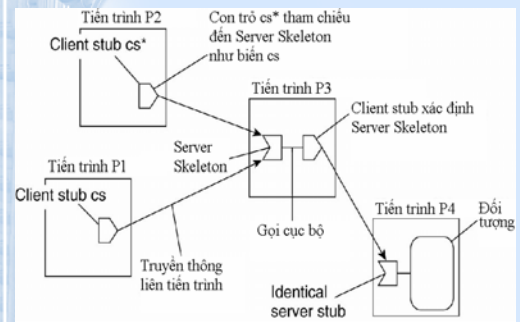 Tiến trình P2
Client stub cs*
Con trỏ cs* tham chiếu
đến Server Skeleton
như biến cs
Tiến trình P3
Client stub xác định
Server Skeleton
Server
Skeleton
Tiến trình P1
Client stub cs
Gọi cục bộ
Tiến trình P4
Đối
tượng
Truyền thông
liên tiến trình
Identical
server stub